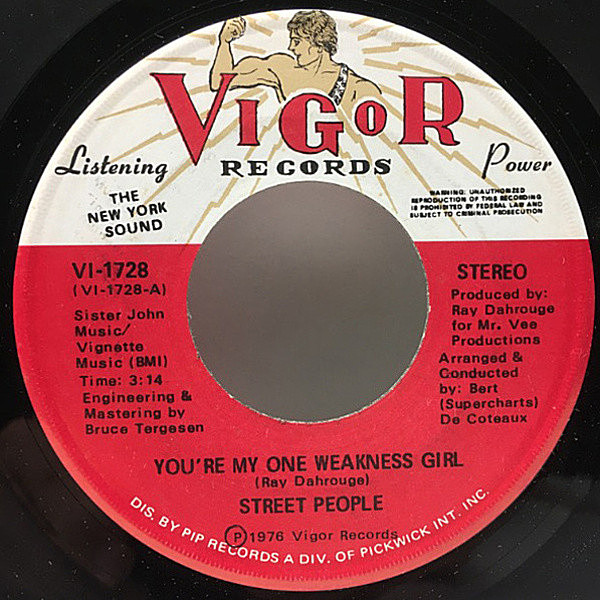 VIGOR
RECORDS
Listening
Power
THE
NEW YORK
SOUND
WARNING: UNAUTHORIZED
REPRODUCTION OF THIS RECORDING
IS PROHIBITED BY FEDERAL LAW AND
SUBJECT TO CRIMINAL PROSECUTION
VI-1728
(VI-1728-A)
Sister John
Music/
Vignette
Music (BMI)
Time: 3:14
Engineering &
Mastering by
Bruce Tergesen
STEREO
Produced by:
Ray Dahrouge
for Mr. Vee
Productions
Arranged &
Conducted
by: Bert
(Supercharts)
De Coteaux
YOU'RE MY ONE WEAKNESS GIRL
(Ray Dahrouge)
STREET PEOPLE
Ⓟ1976 Vigor Records
DIS. BY PIP RECORDS A DIV. OF PICKWICK INT. INC.